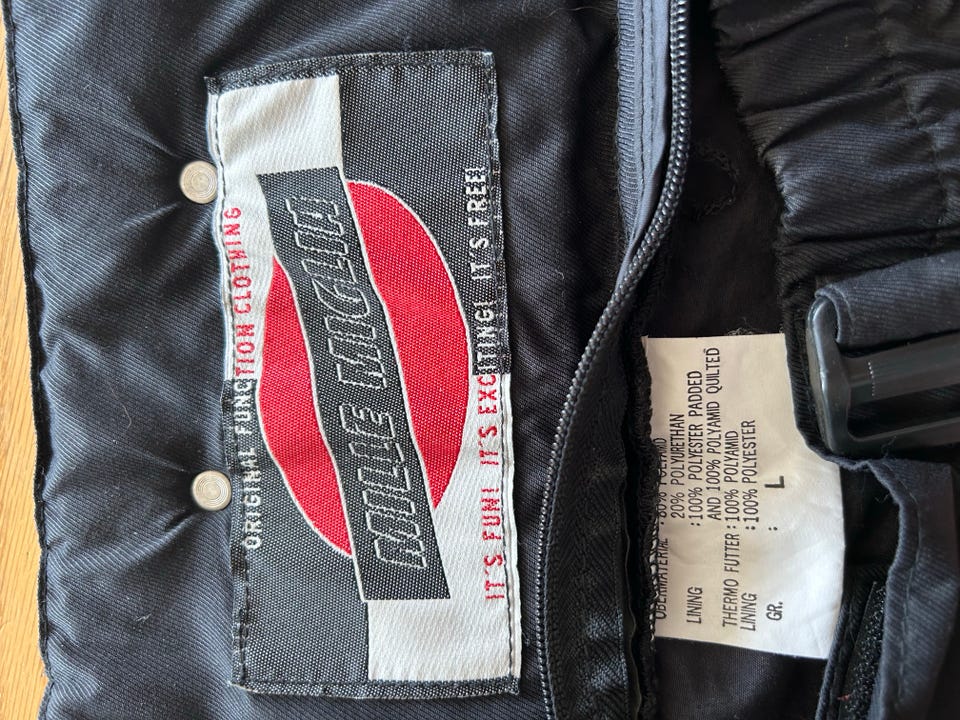 ORIGINAL FUNCTION CLOTHING
MILLE MIGLIA
IT'S FUN! IT'S EXCITING! IT'S FREE!
OBERMATERIAL : 80% POLYAMID
20% POLYURETHAN
LINING : 100% POLYESTER PADDED
AND 100% POLYAMID QUILTED
THERMO FUTTER : 100% POLYAMID
LINING : 100% POLYESTER
GR. : L